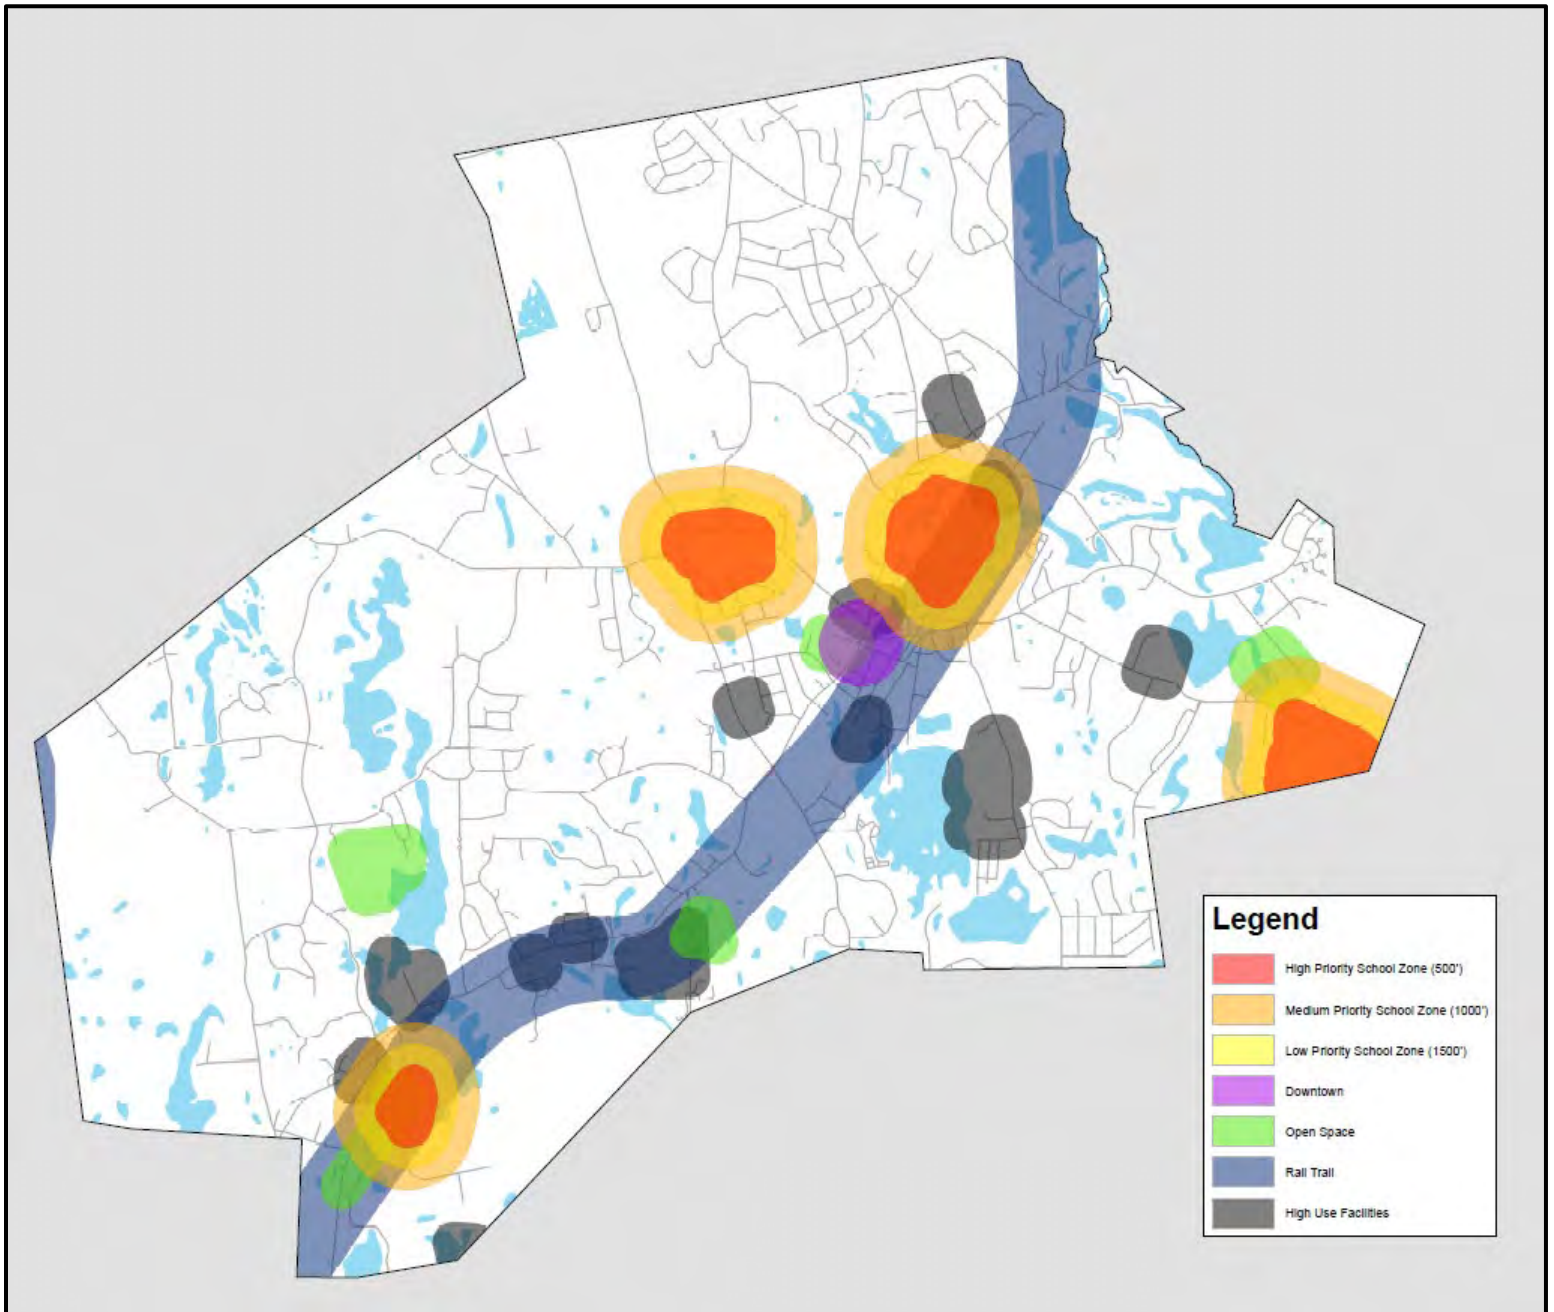 Legend
High Priority School Zone (500')
Medium Priority School Zone (1000')
Low Priority School Zone (1500')
Downtown
Open Space
Rail Trail
High Use Facilities